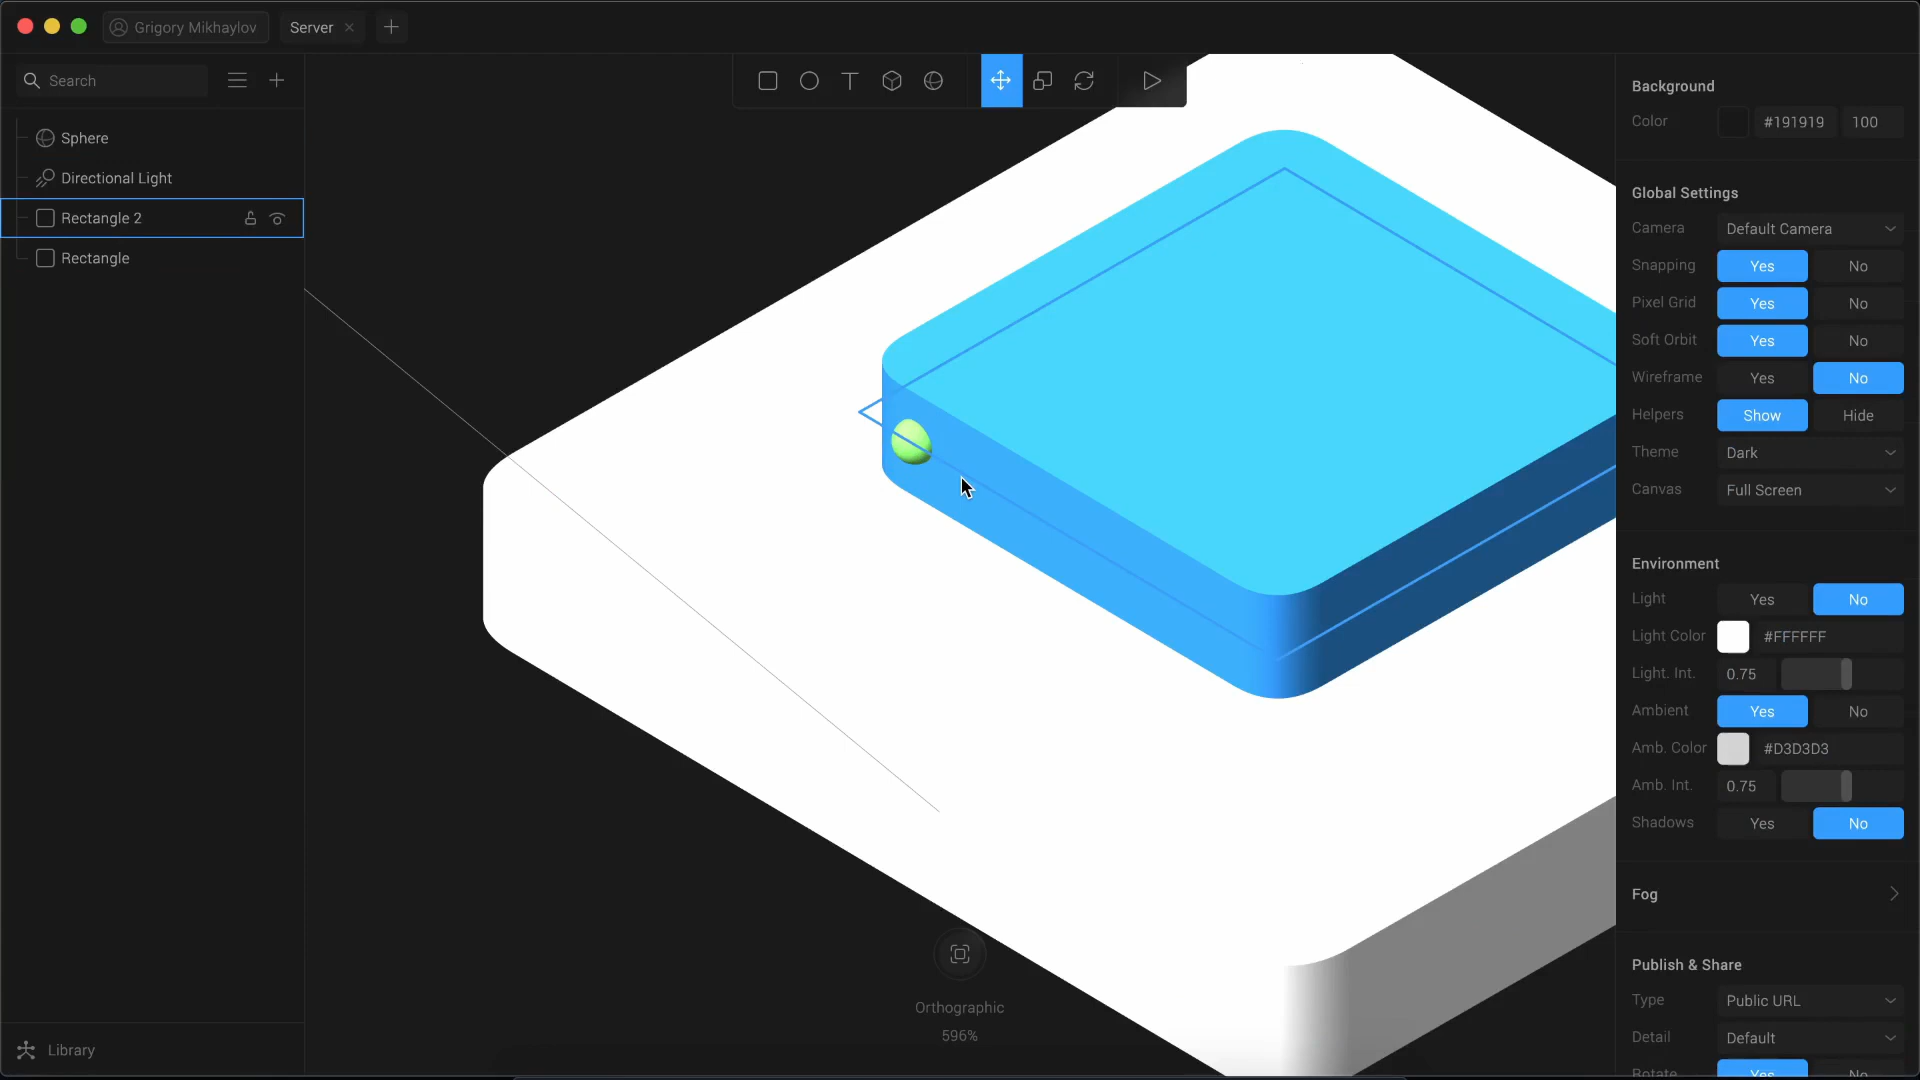 Grigory Mikhaylov
Server
Search
Sphere
Directional Light
Rectangle 2
Rectangle
Library
Orthographic
596%
Background
Color #191919 100
Global Settings
Camera Default Camera
Snapping Yes No
Pixel Grid Yes No
Soft Orbit Yes No
Wireframe Yes No
Helpers Show Hide
Theme Dark
Canvas Full Screen
Environment
Light Yes No
Light Color #FFFFFF
Light. Int. 0.75
Ambient Yes No
Amb. Color #D3D3D3
Amb. Int. 0.75
Shadows Yes No
Fog
Publish & Share
Type Public URL
Detail Default
Rotate Yes No